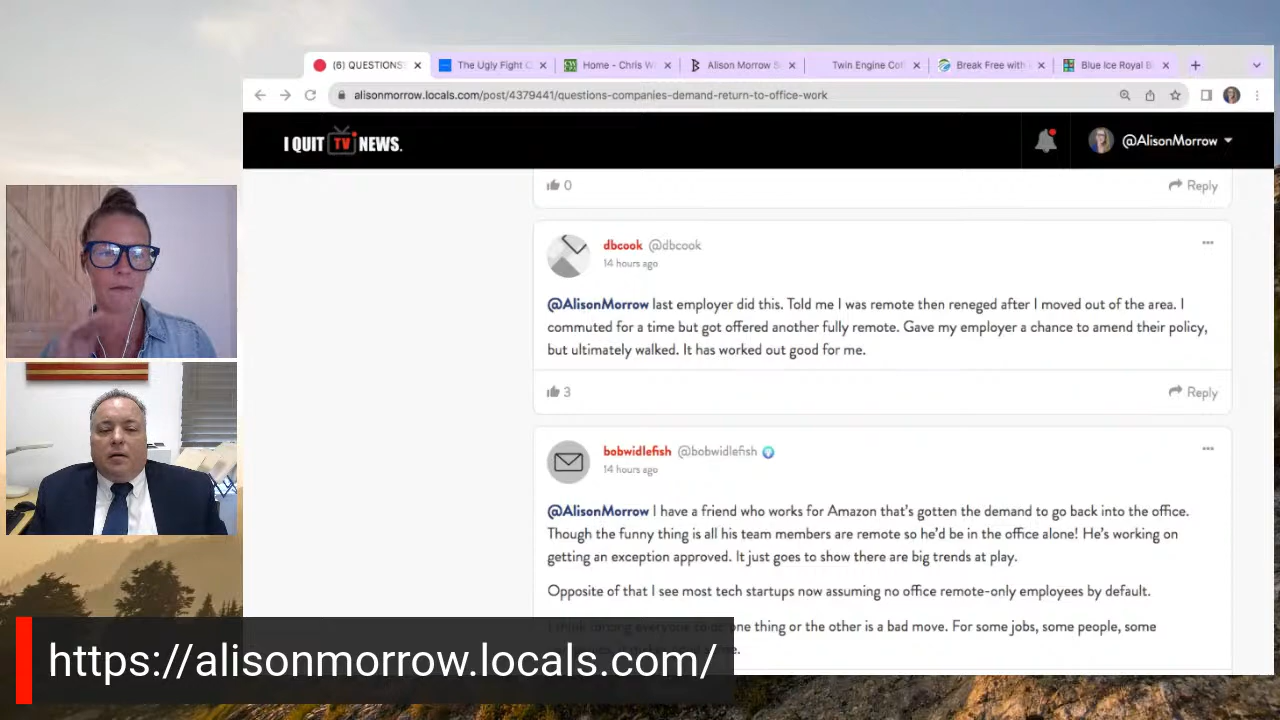 (6) QUESTIONS
The Ugly Fight
Home - Chris W
Alison Morrow S
Twin Engine Cof
Break Free with
Blue Ice Royal B
alisonmorrow.locals.com/post/4379441/questions-companies-demand-return-to-office-work
I QUIT TV NEWS.
@AlisonMorrow
0
Reply
dbcook @dbcook
14 hours ago
@AlisonMorrow last employer did this. Told me I was remote then reneged after I moved out of the area. I
commuted for a time but got offered another fully remote. Gave my employer a chance to amend their policy,
but ultimately walked. It has worked out good for me.
3
Reply
bobwidlefish @bobwidlefish
14 hours ago
@AlisonMorrow I have a friend who works for Amazon that's gotten the demand to go back into the office.
Though the funny thing is all his team members are remote so he'd be in the office alone! He's working on
getting an exception approved. It just goes to show there are big trends at play.
Opposite of that I see most tech startups now assuming no office remote-only employees by default.
I think forcing everyone to do one thing or the other is a bad move. For some jobs, some people, some
https://alisonmorrow.locals.com/